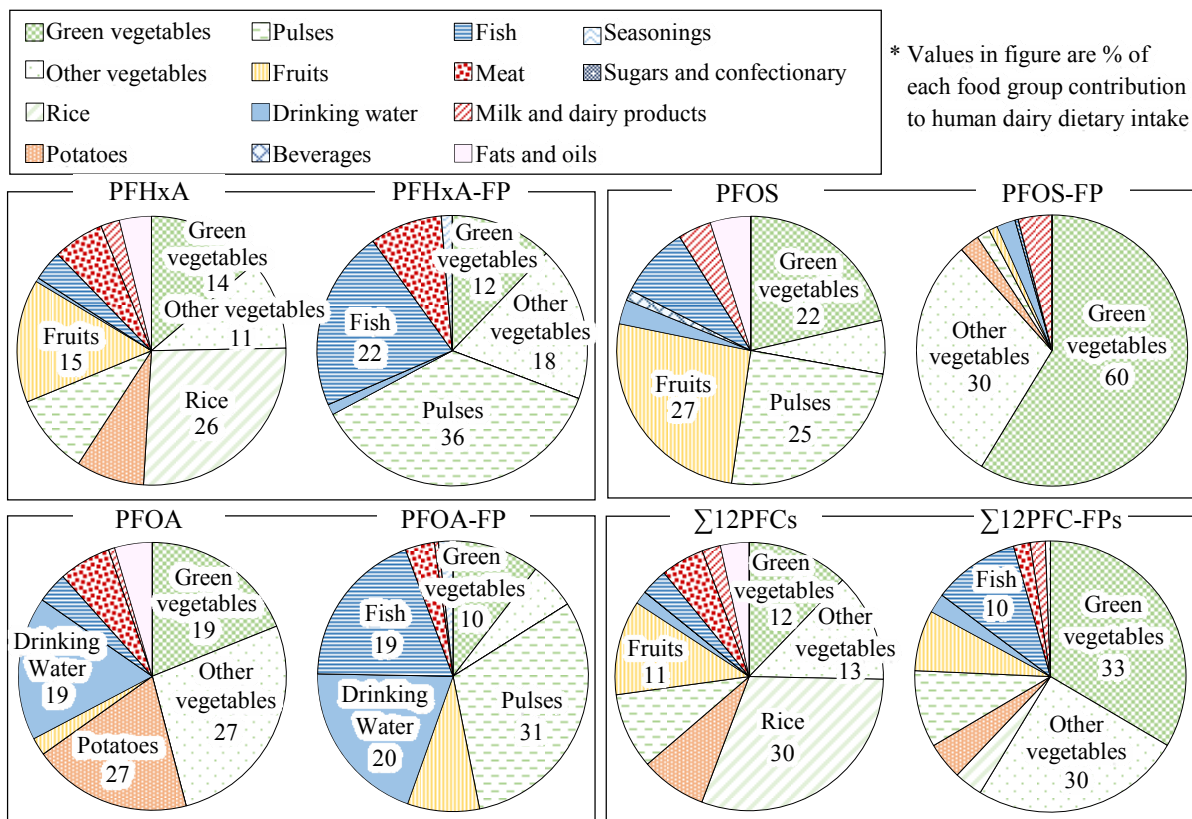 Green vegetables
Pulses
Fish
Seasonings
Other vegetables
Fruits
Meat
Sugars and confectionary
Rice
Drinking water
Milk and dairy products
Potatoes
Beverages
Fats and oils
* Values in figure are % of
each food group contribution
to human dairy dietary intake
PFHxA
Green
vegetables
14
Other vegetables
11
Rice
26
Fruits
15
PFHxA-FP
Green
vegetables
12
Other
vegetables
18
Pulses
36
Fish
22
PFOS
Green
vegetables
22
Pulses
25
Fruits
27
PFOS-FP
Green
vegetables
60
Other
vegetables
30
PFOA
Green
vegetables
19
Other
vegetables
27
Potatoes
27
Drinking
Water
19
PFOA-FP
Green
vegetables
10
Pulses
31
Drinking
Water
20
Fish
19
∑12PFCs
Green
vegetables
12
Other
vegetables
13
Rice
30
Fruits
11
∑12PFC-FPs
Green
vegetables
33
Other
vegetables
30
Fish
10